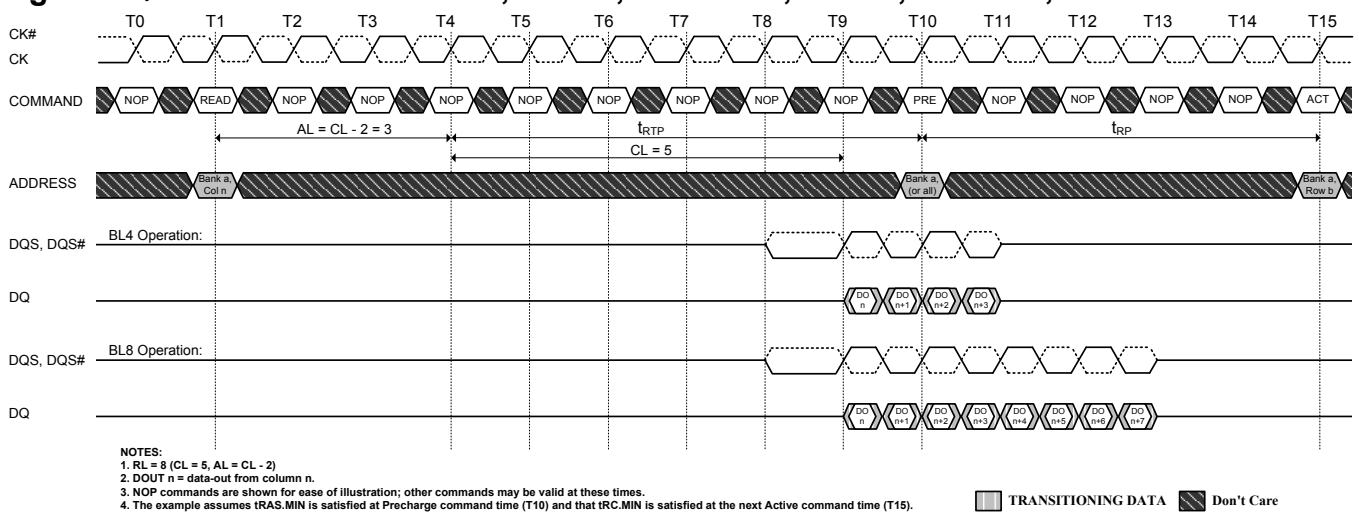 T0 T1 T2 T3 T4 T5 T6 T7 T8 T9 T10 T11 T12 T13 T14 T15
CK#
CK
COMMAND NOP READ NOP NOP NOP NOP NOP NOP NOP NOP PRE NOP NOP NOP NOP ACT
AL = CL - 2 = 3 tRTP tRP
CL = 5
ADDRESS Bank a, Col n Bank a, (or all) Bank a, Row b
BL4 Operation:
DQS, DQS#
DQ DO n DO n+1 DO n+2 DO n+3
BL8 Operation:
DQS, DQS#
DQ DO n DO n+1 DO n+2 DO n+3 DO n+4 DO n+5 DO n+6 DO n+7
NOTES:
1. RL = 8 (CL = 5, AL = CL - 2)
2. DOUT n = data-out from column n.
3. NOP commands are shown for ease of illustration; other commands may be valid at these times.
4. The example assumes tRAS.MIN is satisfied at Precharge command time (T10) and that tRC.MIN is satisfied at the next Active command time (T15).
TRANSITIONING DATA Don't Care